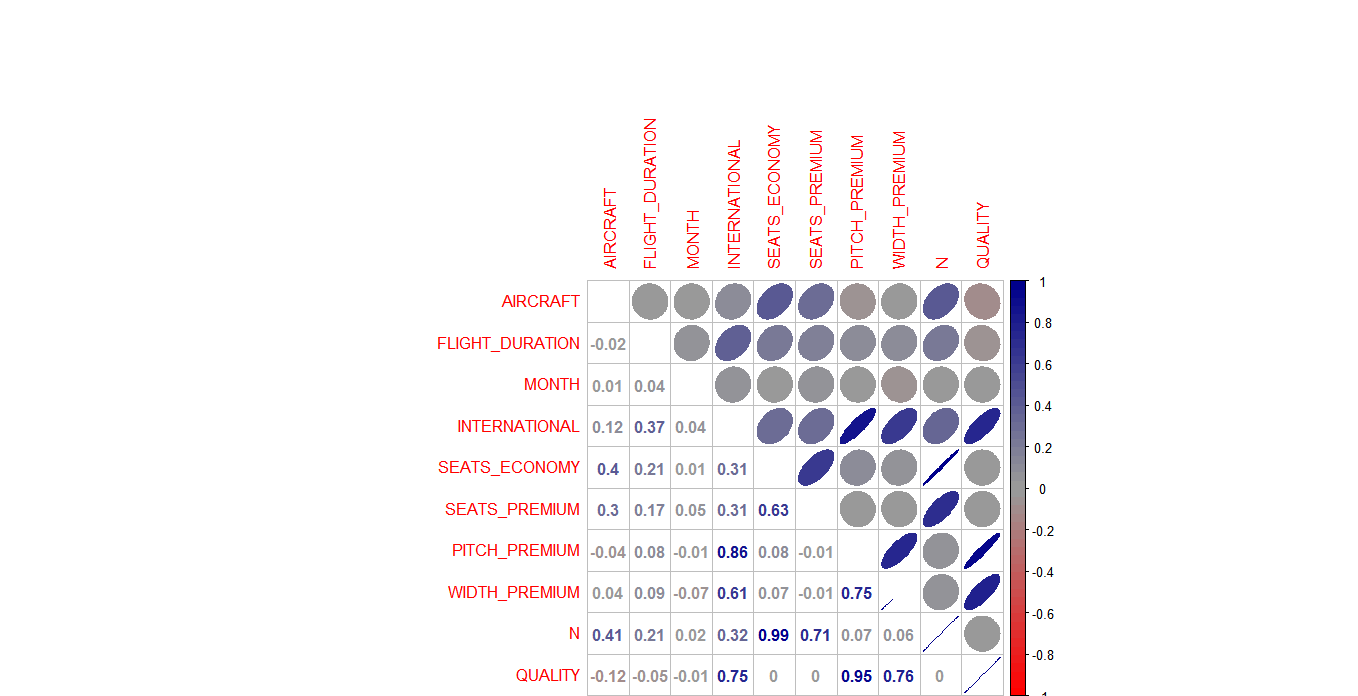 AIRCRAFT
FLIGHT_DURATION
MONTH
INTERNATIONAL
SEATS_ECONOMY
SEATS_PREMIUM
PITCH_PREMIUM
WIDTH_PREMIUM
N
QUALITY
AIRCRAFT
FLIGHT_DURATION -0.02
MONTH 0.01 0.04
INTERNATIONAL 0.12 0.37 0.04
SEATS_ECONOMY 0.4 0.21 0.01 0.31
SEATS_PREMIUM 0.3 0.17 0.05 0.31 0.63
PITCH_PREMIUM -0.04 0.08 -0.01 0.86 0.08 -0.01
WIDTH_PREMIUM 0.04 0.09 -0.07 0.61 0.07 -0.01 0.75
N 0.41 0.21 0.02 0.32 0.99 0.71 0.07 0.06
QUALITY -0.12 -0.05 -0.01 0.75 0 0 0.95 0.76 0
1
0.8
0.6
0.4
0.2
0
-0.2
-0.4
-0.6
-0.8
-1